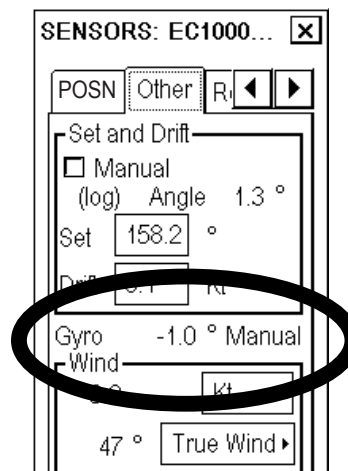 SENSORS: EC1000...
POSN Other
Set and Drift
Manual
(log) Angle 1.3 °
Set 158.2 °
Gyro -1.0 ° Manual
Wind
Kt
47 ° True Wind